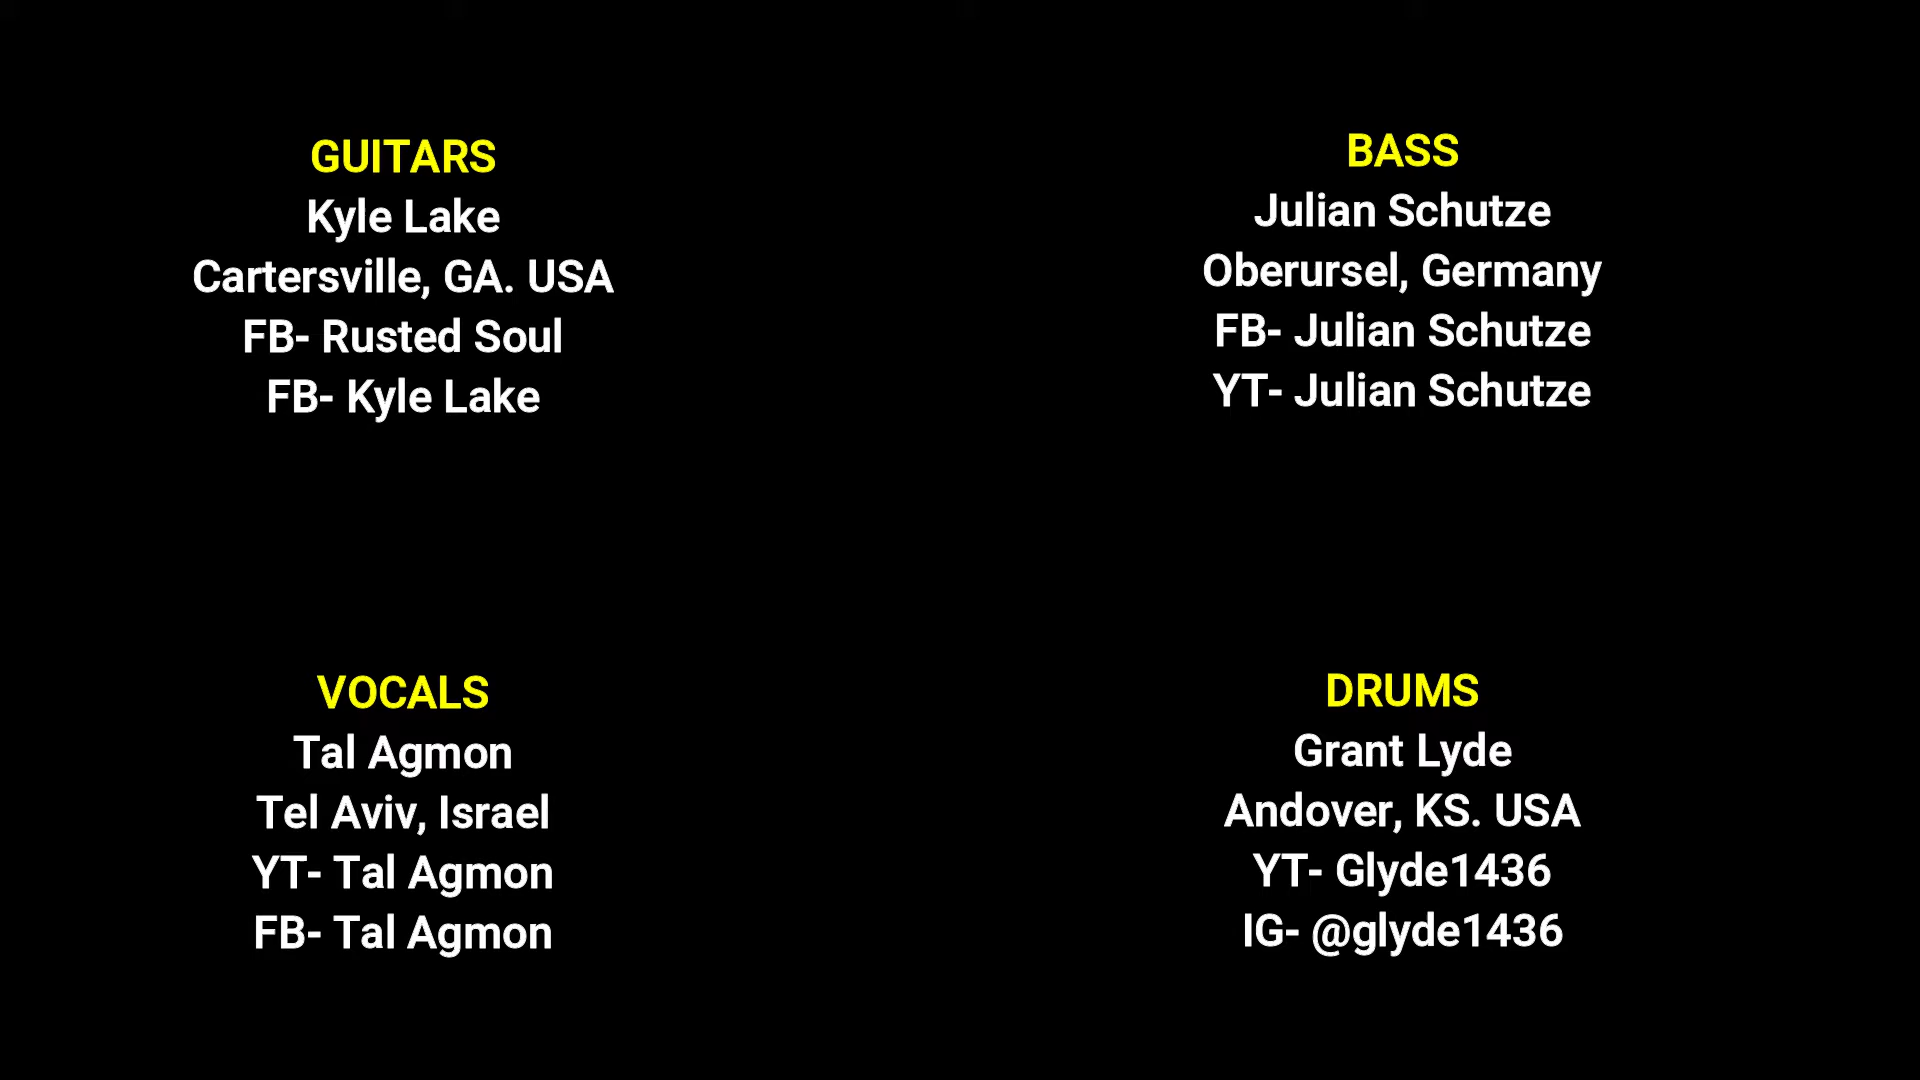 GUITARS
Kyle Lake
Cartersville, GA. USA
FB- Rusted Soul
FB- Kyle Lake
BASS
Julian Schutze
Oberursel, Germany
FB- Julian Schutze
YT- Julian Schutze
VOCALS
Tal Agmon
Tel Aviv, Israel
YT- Tal Agmon
FB- Tal Agmon
DRUMS
Grant Lyde
Andover, KS. USA
YT- Glyde1436
IG- @glyde1436